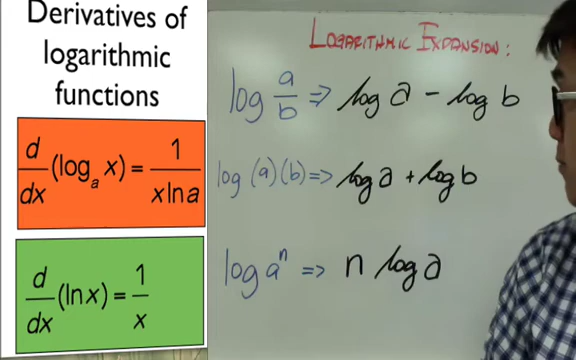 Derivatives of
logarithmic
functions
d/dx (logₐ x) = 1/(x ln a)
d/dx (ln x) = 1/x
LOGARITHMIC EXPANSION:
log a/b => log a - log b
log (a)(b) => log a + log b
log aⁿ => n log a